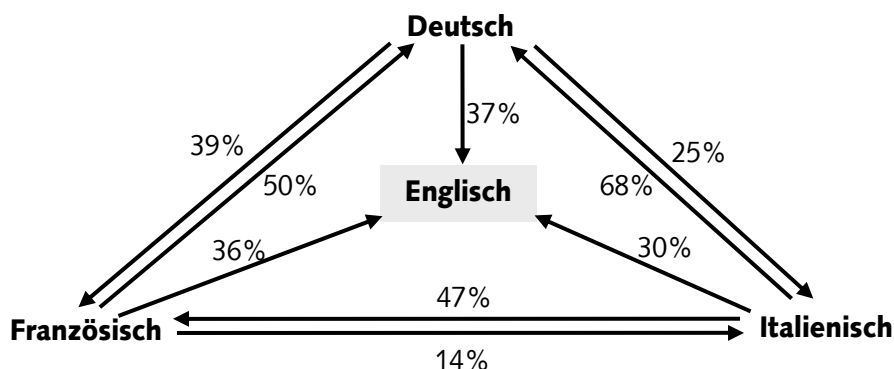 Deutsch
37%
39%
25%
50%
68%
Englisch
36%
30%
47%
Französisch
Italienisch
14%